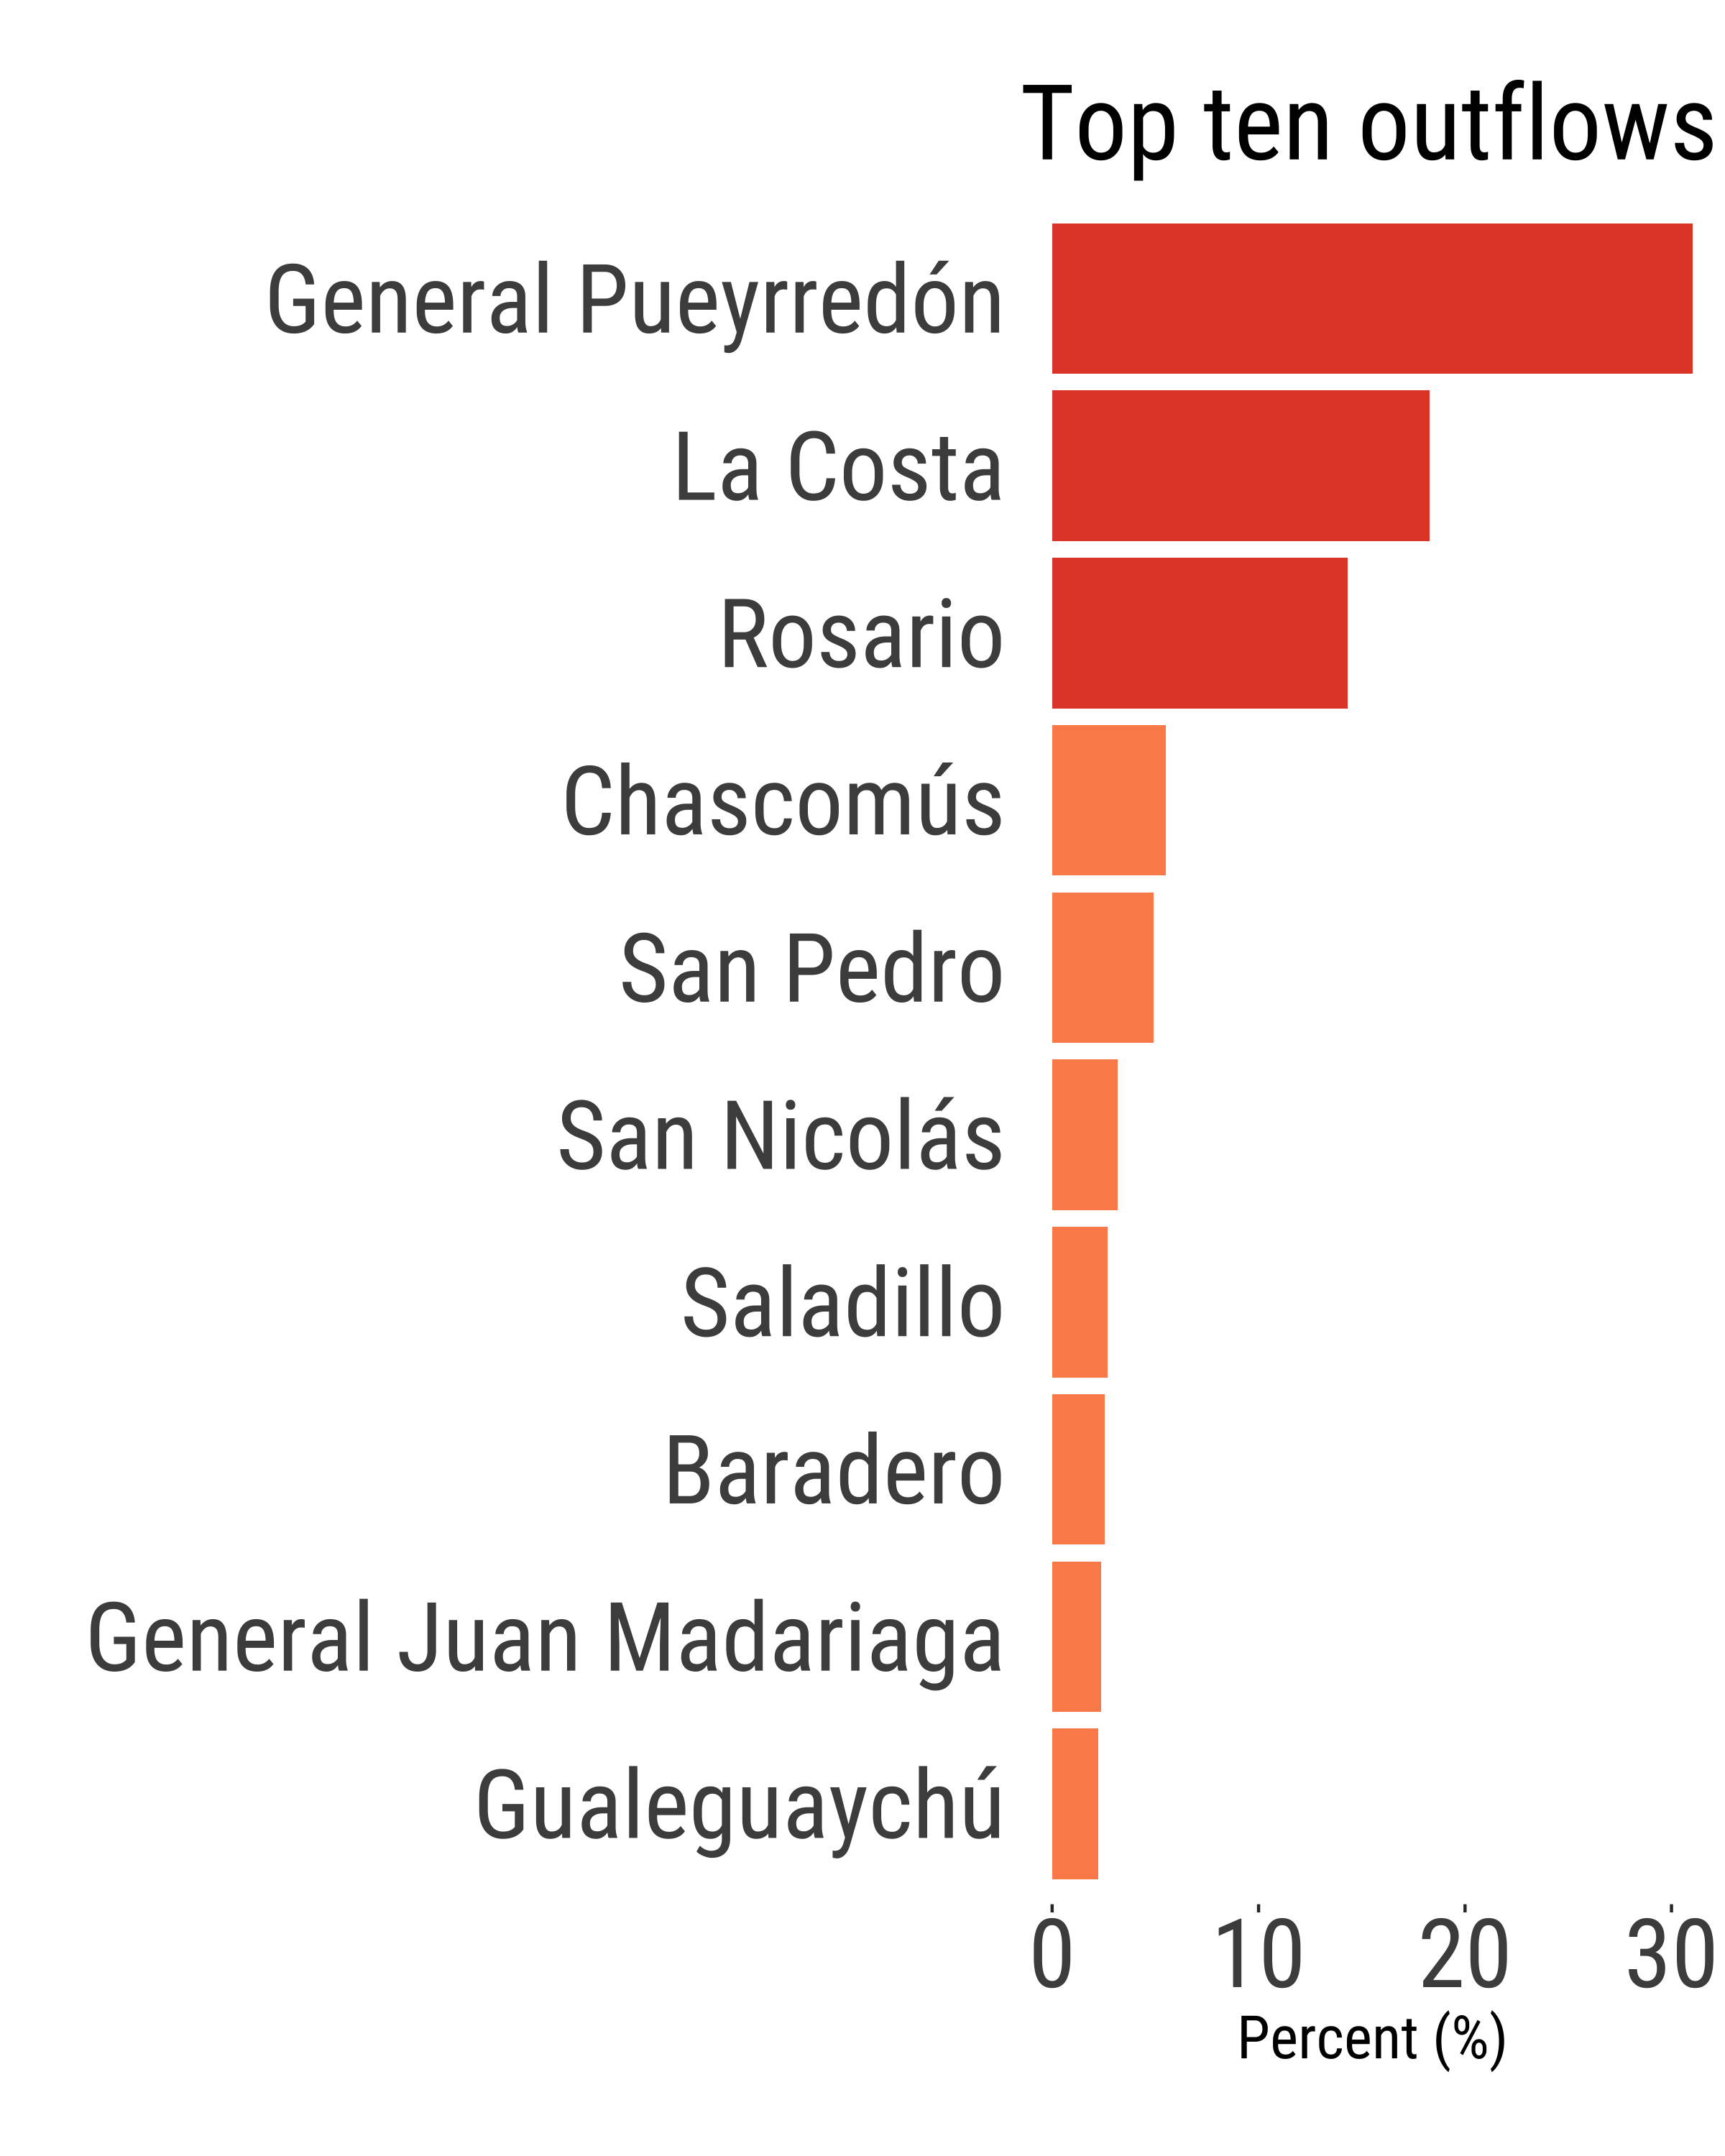 Top ten outflows
General Pueyrredón
La Costa
Rosario
Chascomús
San Pedro
San Nicolás
Saladillo
Baradero
General Juan Madariaga
Gualeguaychú
0 10 20 30
Percent (%)